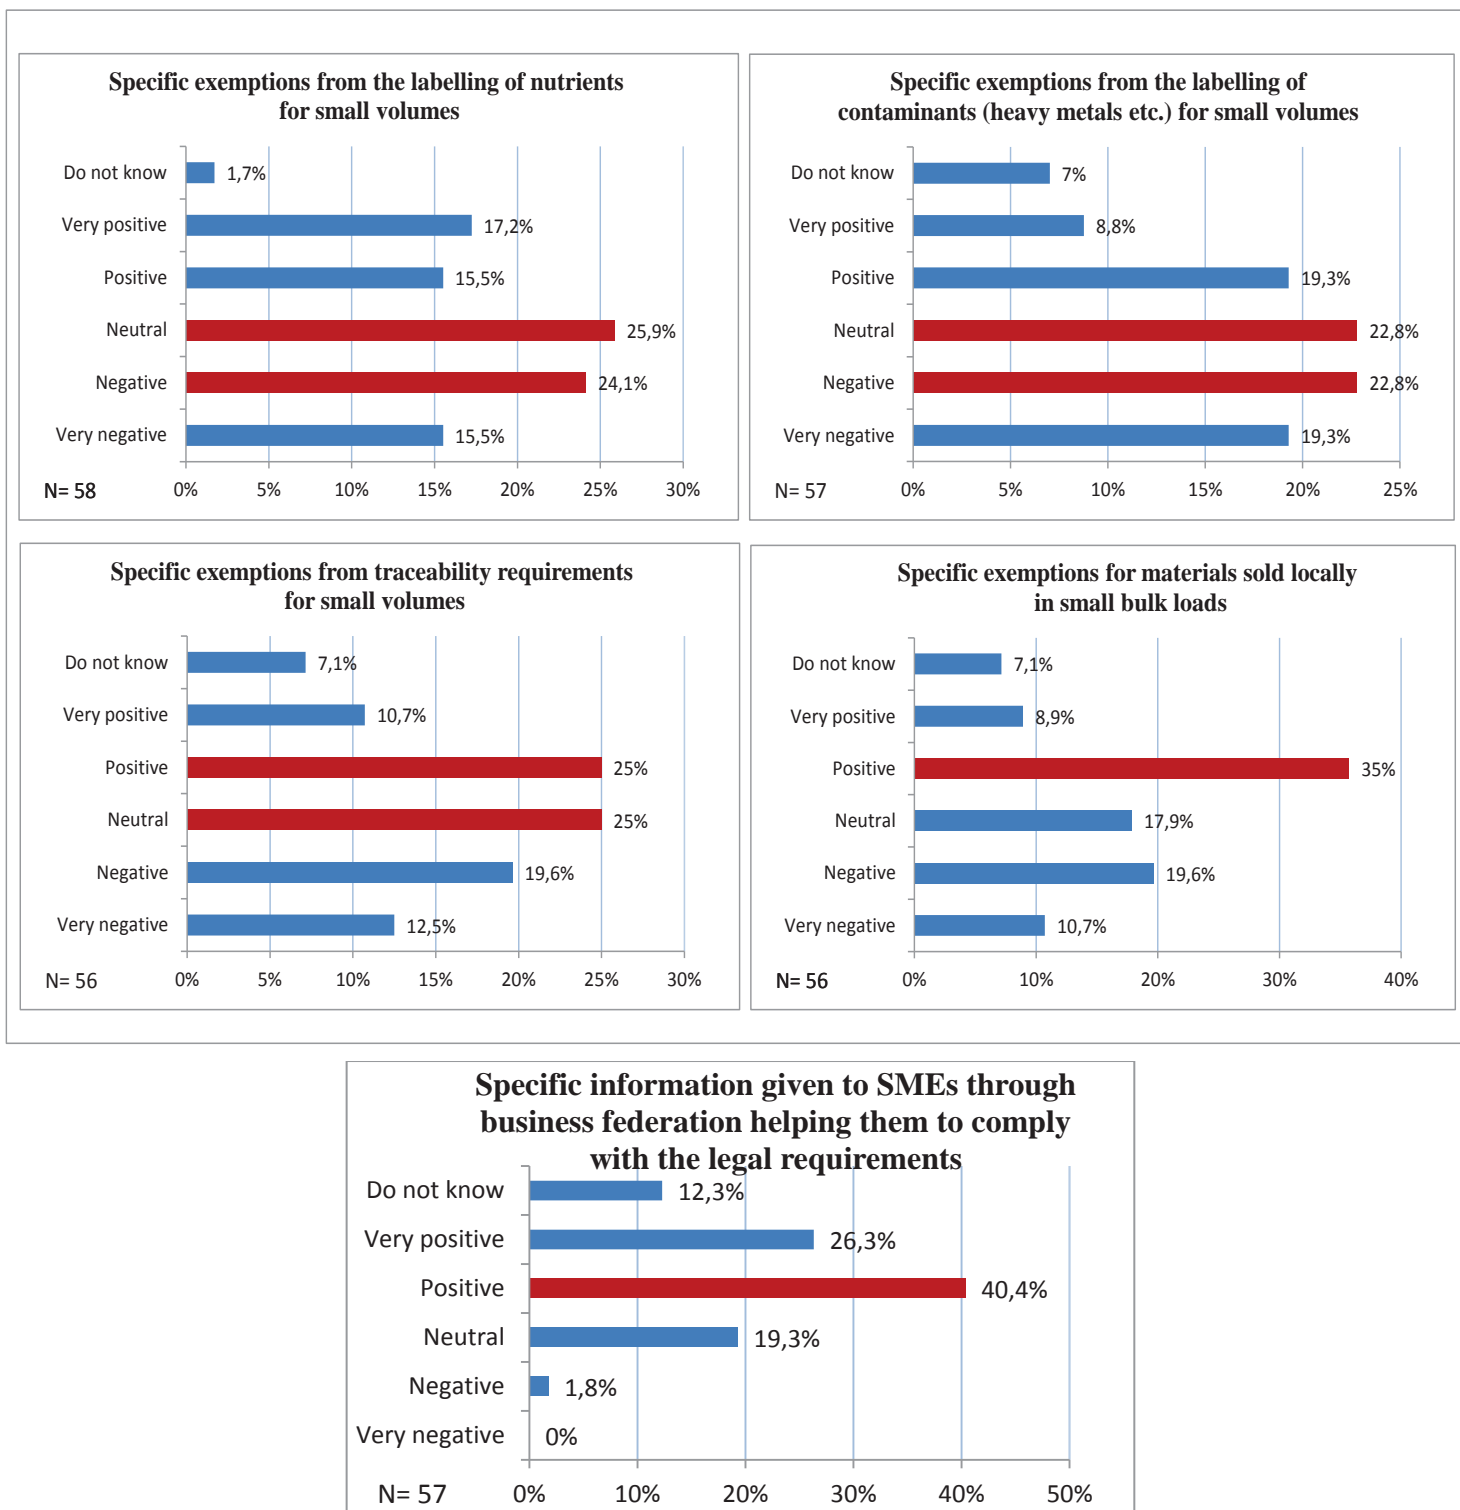 Specific exemptions from the labelling of nutrients
for small volumes
Do not know 1,7%
Very positive 17,2%
Positive 15,5%
Neutral 25,9%
Negative 24,1%
Very negative 15,5%
N= 58 0% 5% 10% 15% 20% 25% 30%
Specific exemptions from the labelling of
contaminants (heavy metals etc.) for small volumes
Do not know 7%
Very positive 8,8%
Positive 19,3%
Neutral 22,8%
Negative 22,8%
Very negative 19,3%
N= 57 0% 5% 10% 15% 20% 25%
Specific exemptions from traceability requirements
for small volumes
Do not know 7,1%
Very positive 10,7%
Positive 25%
Neutral 25%
Negative 19,6%
Very negative 12,5%
N= 56 0% 5% 10% 15% 20% 25% 30%
Specific exemptions for materials sold locally
in small bulk loads
Do not know 7,1%
Very positive 8,9%
Positive 35%
Neutral 17,9%
Negative 19,6%
Very negative 10,7%
N= 56 0% 10% 20% 30% 40%
Specific information given to SMEs through
business federation helping them to comply
with the legal requirements
Do not know 12,3%
Very positive 26,3%
Positive 40,4%
Neutral 19,3%
Negative 1,8%
Very negative 0%
N= 57 0% 10% 20% 30% 40% 50%